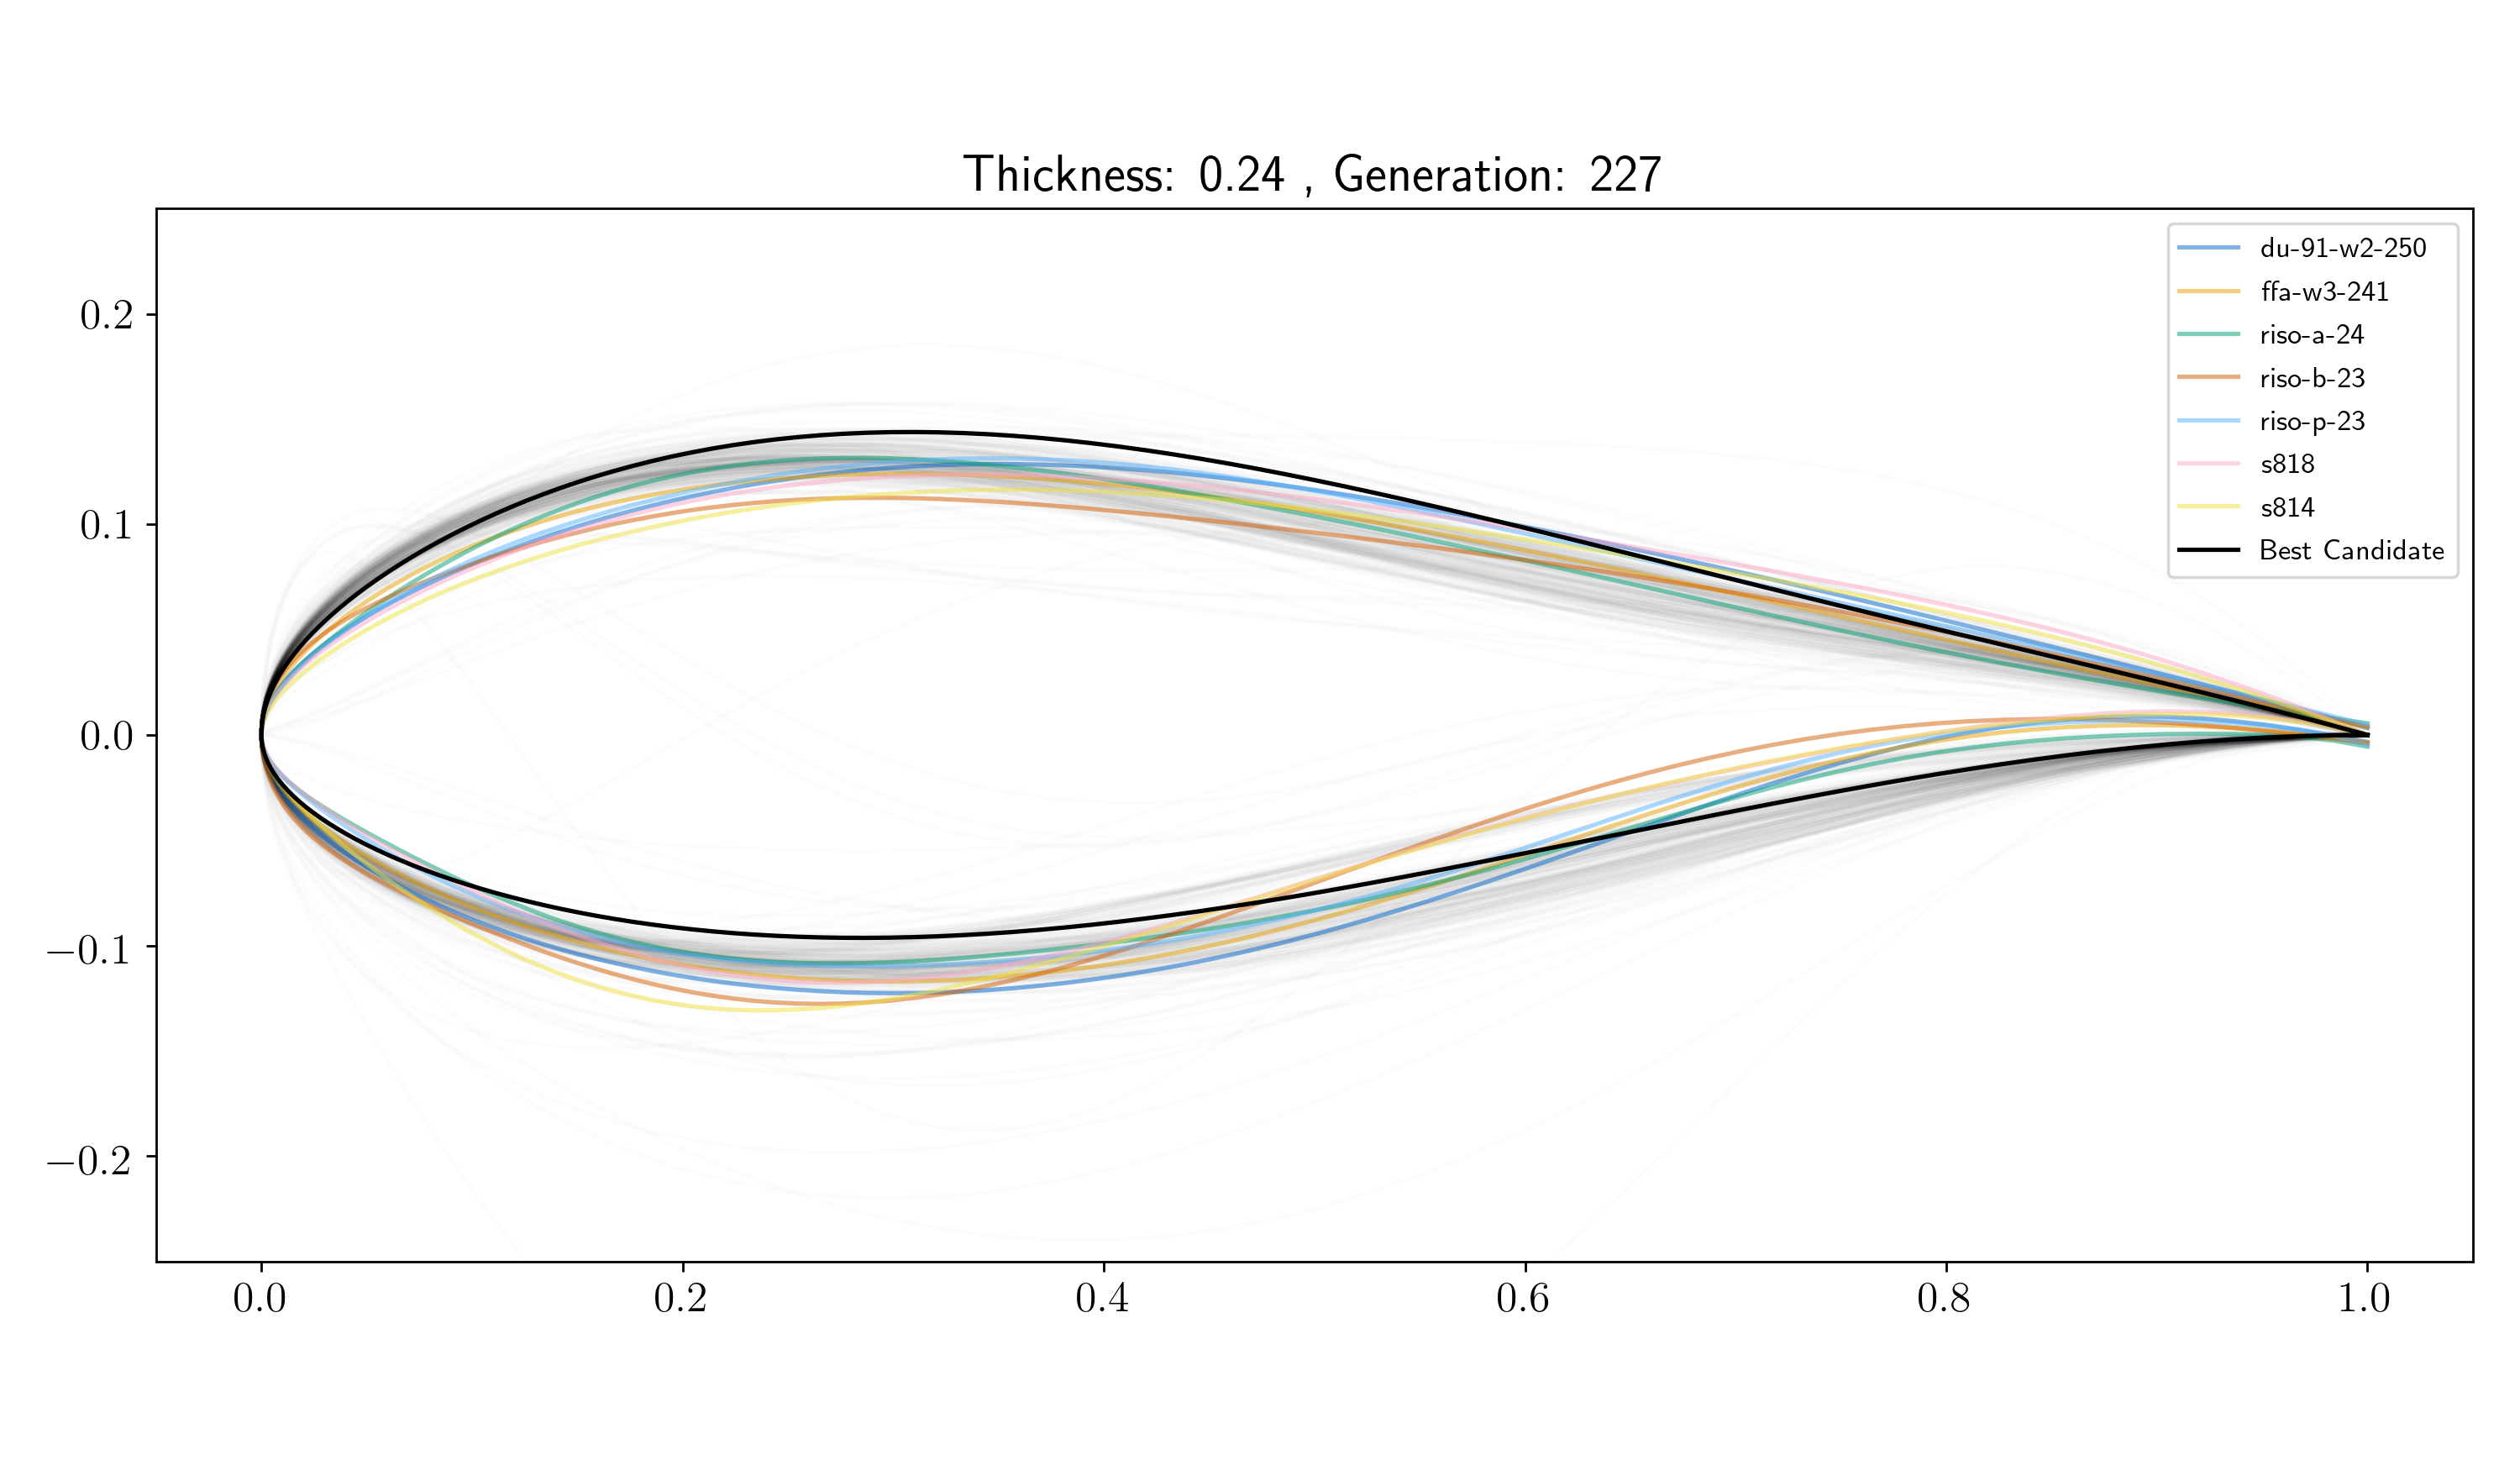 Thickness: 0.24 , Generation: 227
du-91-w2-250
ffa-w3-241
riso-a-24
riso-b-23
riso-p-23
s818
s814
Best Candidate
0.2
0.1
0.0
−0.1
−0.2
0.0 0.2 0.4 0.6 0.8 1.0